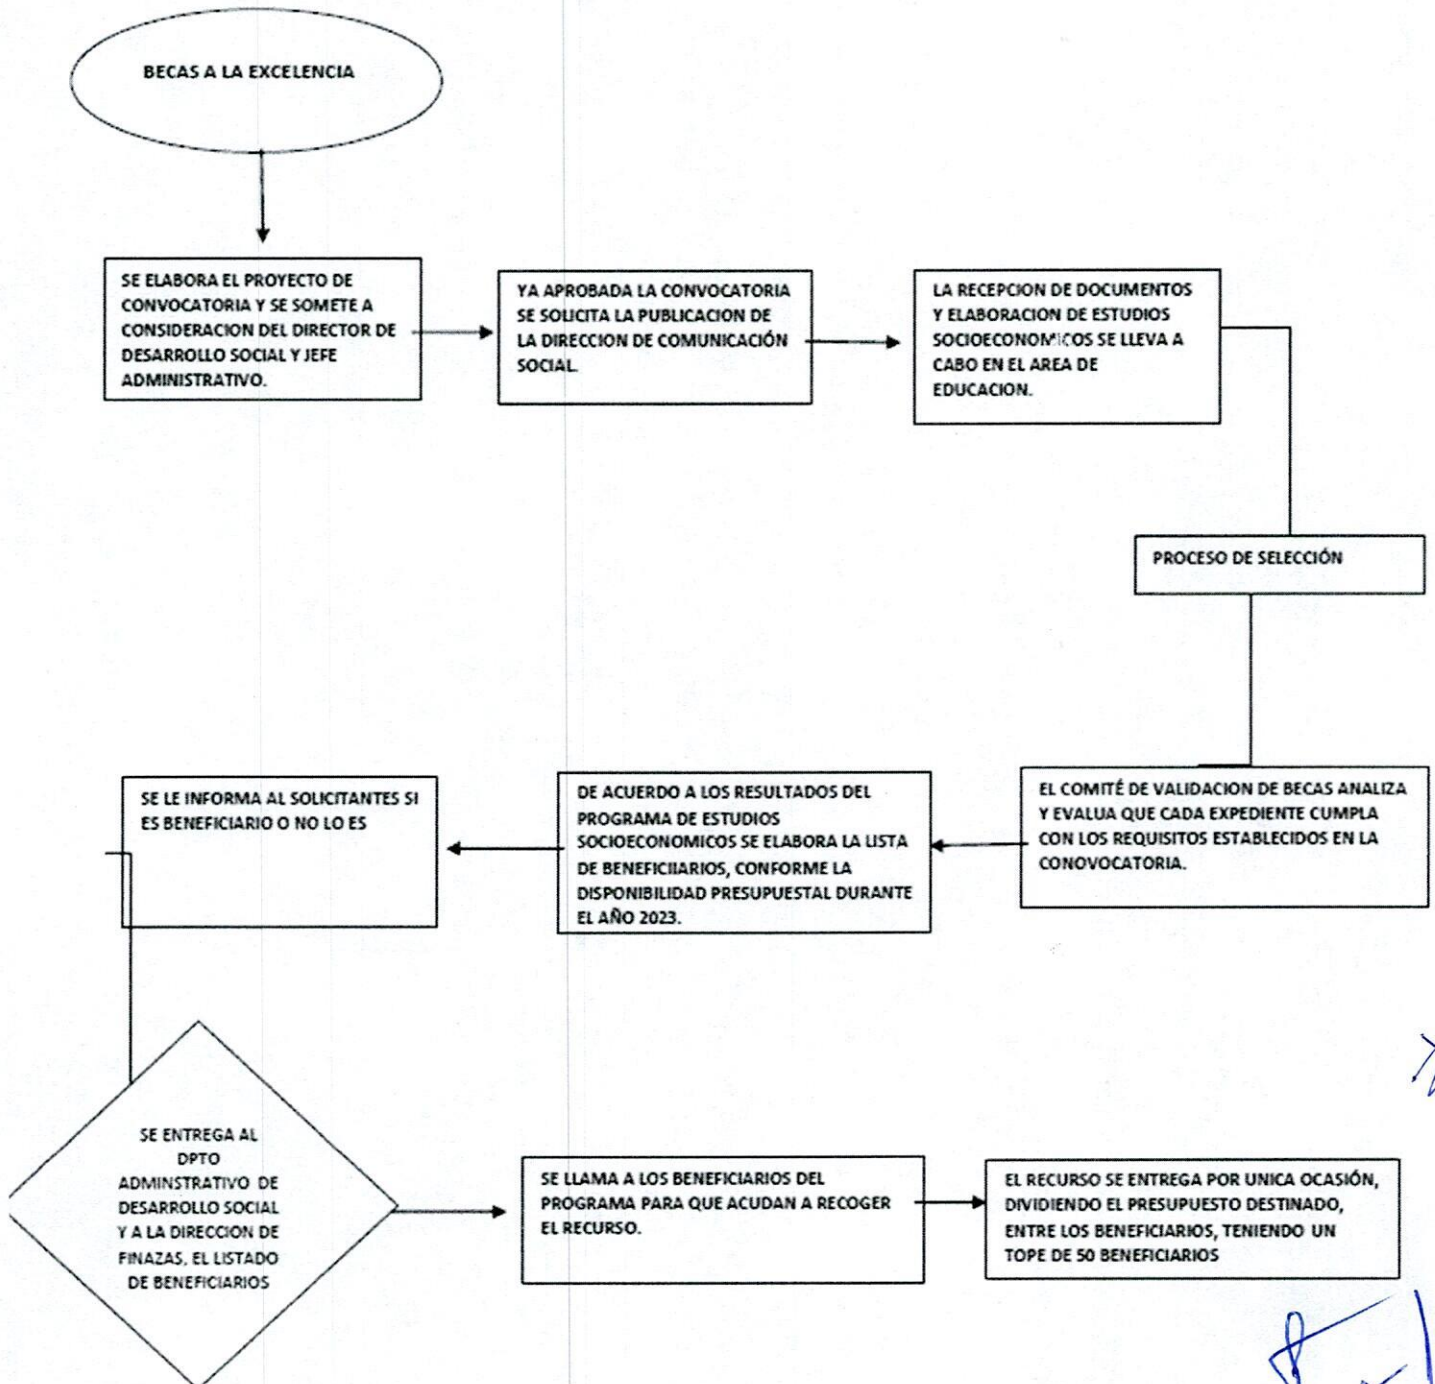 BECAS A LA EXCELENCIA
SE ELABORA EL PROYECTO DE
CONVOCATORIA Y SE SOMETE A
CONSIDERACION DEL DIRECTOR DE
DESARROLLO SOCIAL Y JEFE
ADMINISTRATIVO.
YA APROBADA LA CONVOCATORIA
SE SOLICITA LA PUBLICACION DE
LA DIRECCION DE COMUNICACIÓN
SOCIAL.
LA RECEPCION DE DOCUMENTOS
Y ELABORACION DE ESTUDIOS
SOCIOECONOMICOS SE LLEVA A
CABO EN EL AREA DE
EDUCACION.
PROCESO DE SELECCIÓN
EL COMITÉ DE VALIDACION DE BECAS ANALIZA
Y EVALUA QUE CADA EXPEDIENTE CUMPLA
CON LOS REQUISITOS ESTABLECIDOS EN LA
CONOVOCATORIA.
DE ACUERDO A LOS RESULTADOS DEL
PROGRAMA DE ESTUDIOS
SOCIOECONOMICOS SE ELABORA LA LISTA
DE BENEFICIIARIOS, CONFORME LA
DISPONIBILIDAD PRESUPUESTAL DURANTE
EL AÑO 2023.
SE LE INFORMA AL SOLICITANTES SI
ES BENEFICIARIO O NO LO ES
SE ENTREGA AL
DPTO
ADMINSTRATIVO DE
DESARROLLO SOCIAL
Y A LA DIRECCION DE
FINAZAS, EL LISTADO
DE BENEFICIARIOS
SE LLAMA A LOS BENEFICIARIOS DEL
PROGRAMA PARA QUE ACUDAN A RECOGER
EL RECURSO.
EL RECURSO SE ENTREGA POR UNICA OCASIÓN,
DIVIDIENDO EL PRESUPUESTO DESTINADO,
ENTRE LOS BENEFICIARIOS, TENIENDO UN
TOPE DE 50 BENEFICIARIOS